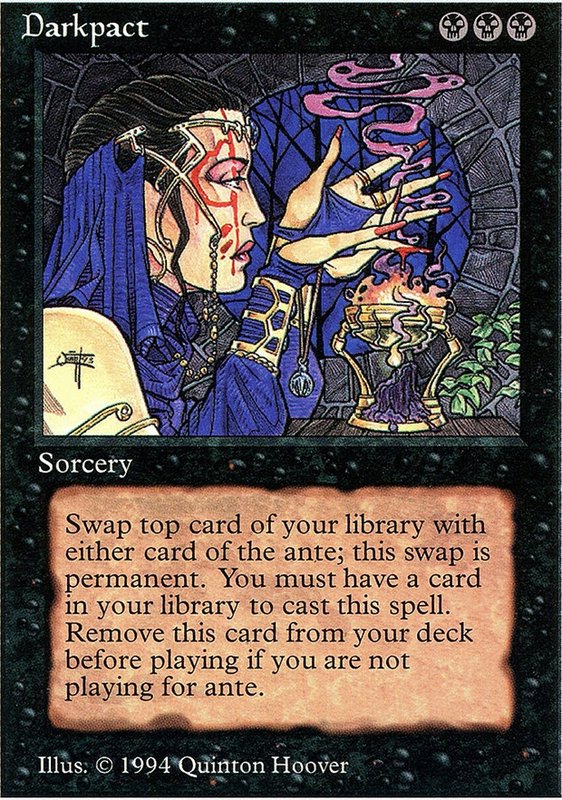 Darkpact
Sorcery
Swap top card of your library with
either card of the ante; this swap is
permanent. You must have a card
in your library to cast this spell.
Remove this card from your deck
before playing if you are not
playing for ante.
Illus. © 1994 Quinton Hoover